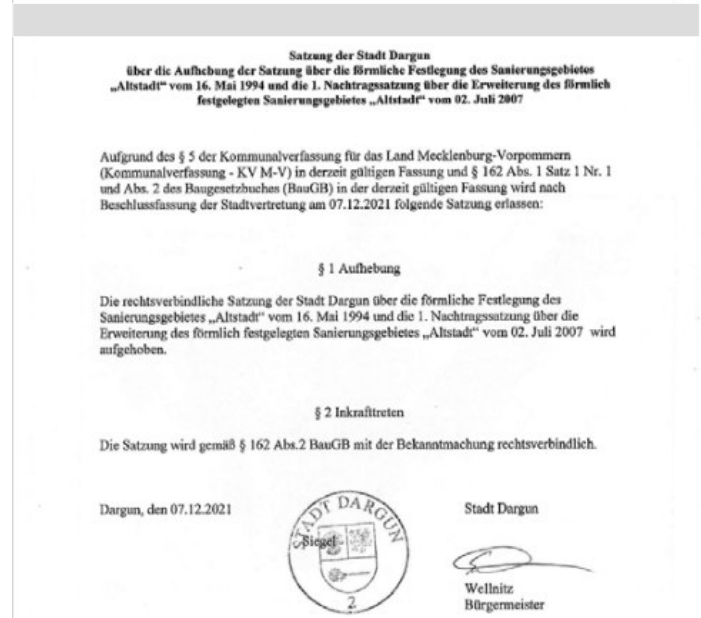 Satzung der Stadt Dargun
über die Aufhebung der Satzung über die förmliche Festlegung des Sanierungsgebietes
„Altstadt“ vom 16. Mai 1994 und die 1. Nachtragssatzung über die Erweiterung des förmlich
festgelegten Sanierungsgebietes „Altstadt“ vom 02. Juli 2007
Aufgrund des § 5 der Kommunalverfassung für das Land Mecklenburg-Vorpommern
(Kommunalverfassung - KV M-V) in derzeit gültigen Fassung und § 162 Abs. 1 Satz 1 Nr. 1
und Abs. 2 des Baugesetzbuches (BauGB) in der derzeit gültigen Fassung wird nach
Beschlussfassung der Stadtvertretung am 07.12.2021 folgende Satzung erlassen:
§ 1 Aufhebung
Die rechtsverbindliche Satzung der Stadt Dargun über die förmliche Festlegung des
Sanierungsgebietes „Altstadt“ vom 16. Mai 1994 und die 1. Nachtragssatzung über die
Erweiterung des förmlich festgelegten Sanierungsgebietes „Altstadt“ vom 02. Juli 2007 wird
aufgehoben.
§ 2 Inkrafttreten
Die Satzung wird gemäß § 162 Abs.2 BauGB mit der Bekanntmachung rechtsverbindlich.
Dargun, den 07.12.2021
STADT DARGUN
Siegel
2
Stadt Dargun
Wellnitz
Bürgermeister